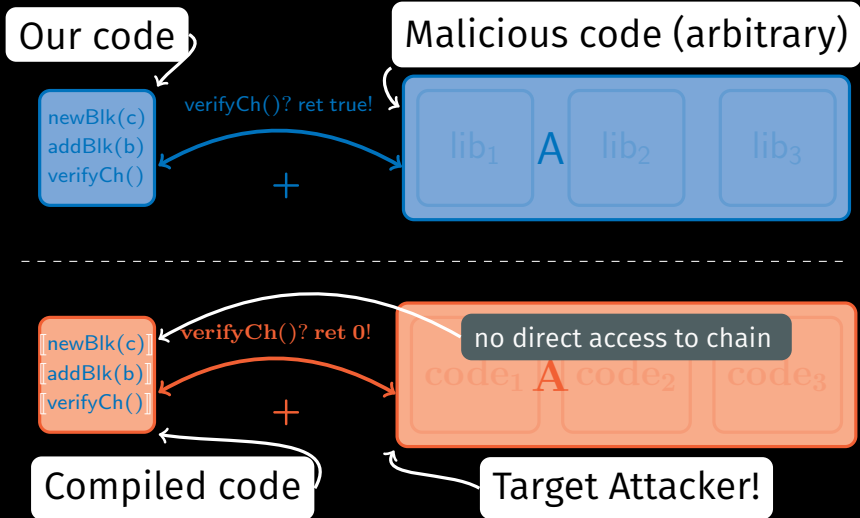 Our code
Malicious code (arbitrary)
newBlk(c)
addBlk(b)
verifyCh()
verifyCh()? ret true!
+
lib₁
A
lib₂
lib₃
⟦newBlk(c)⟧
⟦addBlk(b)⟧
⟦verifyCh()⟧
verifyCh()? ret 0!
+
no direct access to chain
code₁
A
code₂
code₃
Compiled code
Target Attacker!